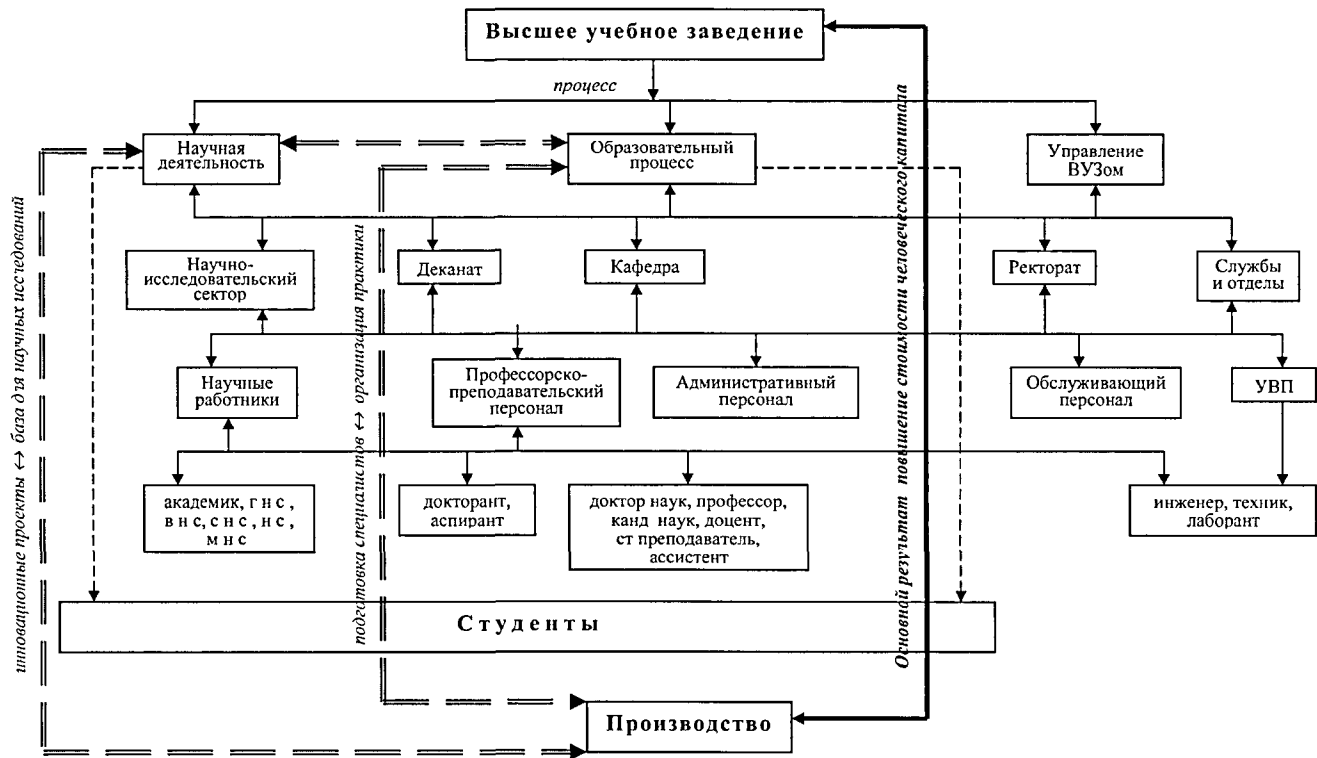 Высшее учебное заведение
процесс
Научная
деятельность
Образовательный
процесс
Управление
ВУЗом
Научно-
исследовательский
сектор
Деканат
Кафедра
Ректорат
Службы
и отделы
Научные
работники
Профессорско-
преподавательский
персонал
Административный
персонал
Обслуживающий
персонал
УВП
академик, г н с ,
в н с, с н с , н с ,
м н с
докторант,
аспирант
доктор наук, профессор,
канд наук, доцент,
ст преподаватель,
ассистент
инженер, техник,
лаборант
Студенты
Производство
инновационные проекты ↔ база для научных исследований
подготовка специалистов ↔ организация практики
Основной результат повышение стоимости человеческого капитала